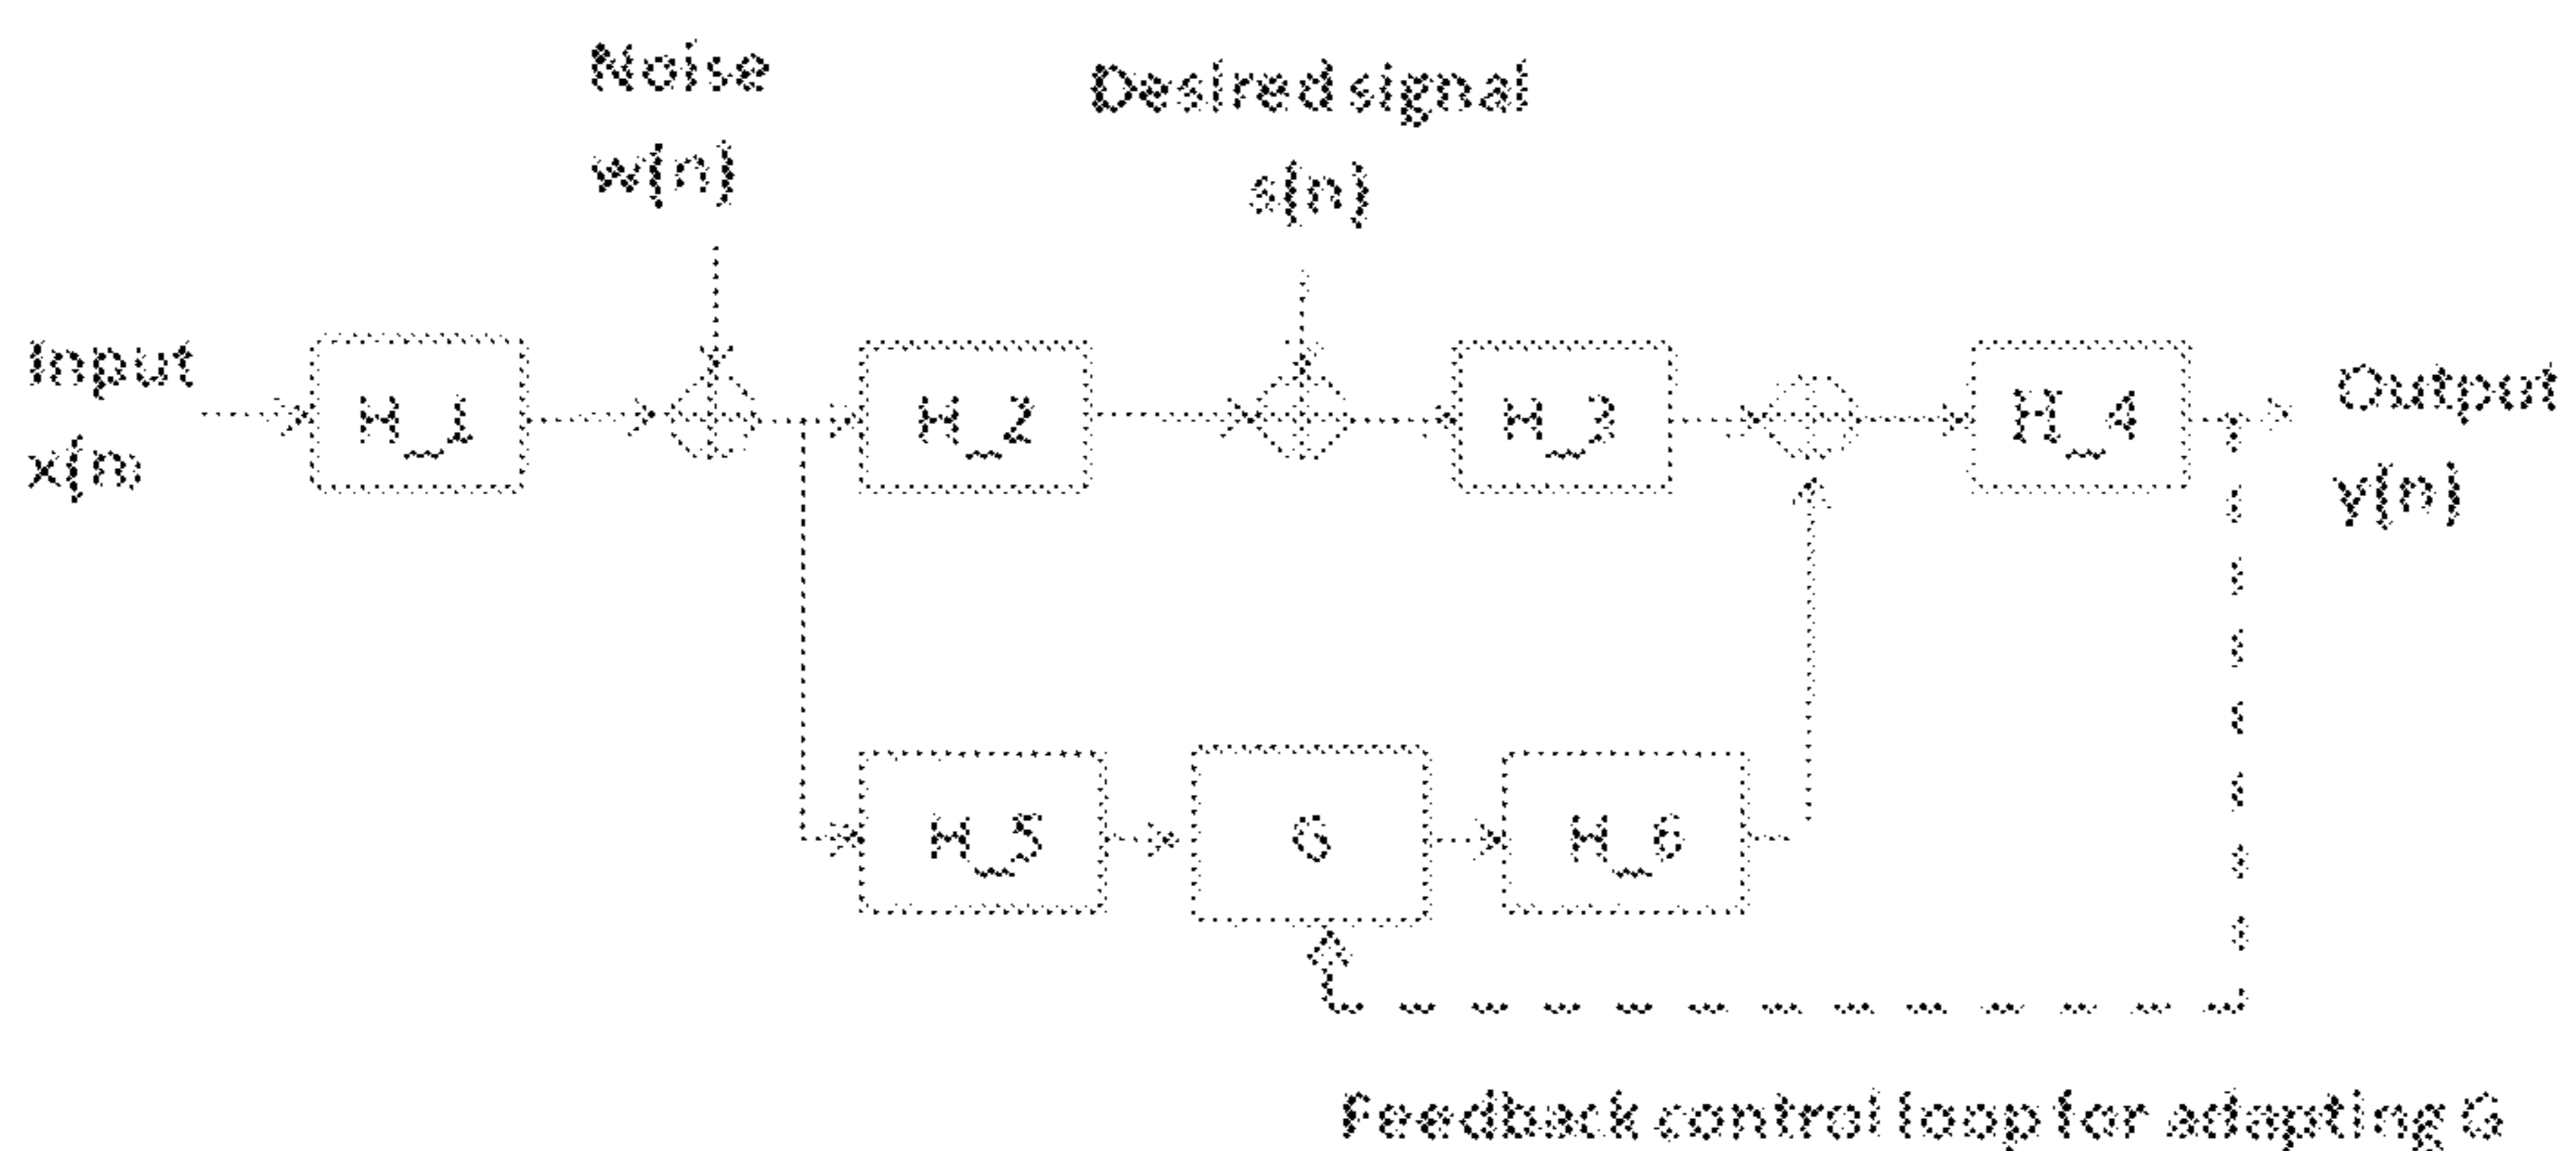 Noise
w(n)
Desired signal
s(n)
Input
x(n)
H_1
H_2
H_3
H_4
Output
y(n)
H_5
G
H_6
Feedback control loop for adapting G